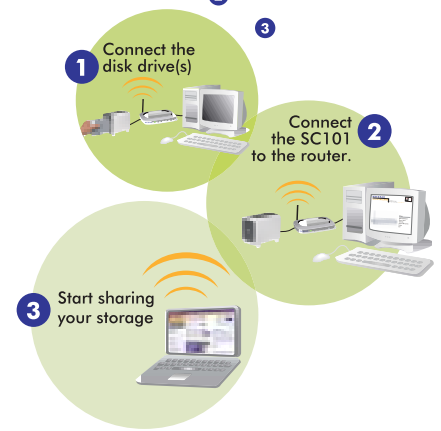 3
1
Connect the
disk drive(s)
Connect
the SC101
to the router.
2
3
Start sharing
your storage